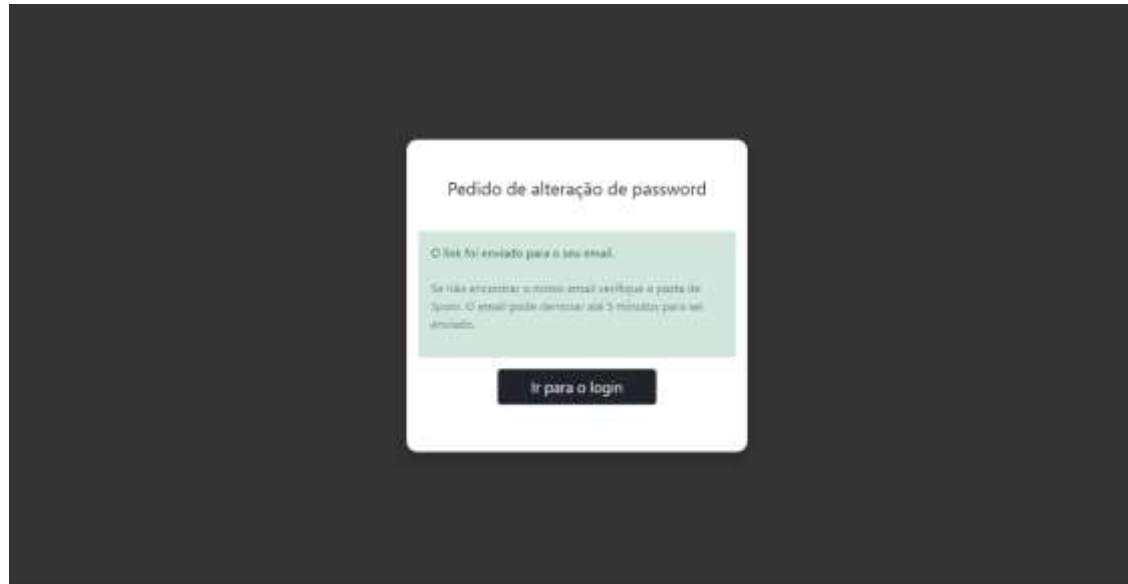 Pedido de alteração de password
O link foi enviado para o seu email.
Se não encontrar o nosso email verifique a pasta de
Spam. O email pode demorar até 5 minutos para ser
enviado.
Ir para o login